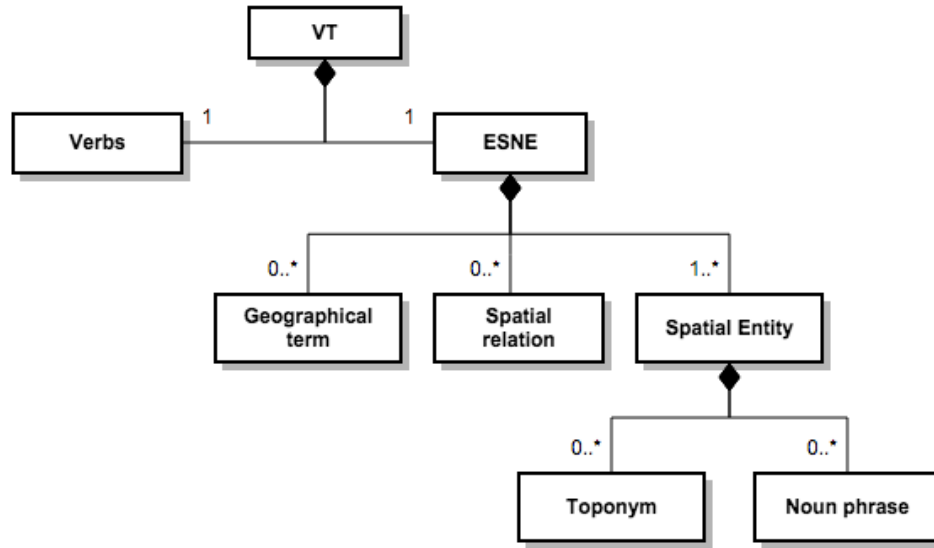 VT
1
1
Verbs
ESNE
0..*
0..*
1..*
Geographical
term
Spatial
relation
Spatial Entity
0..*
0..*
Toponym
Noun phrase